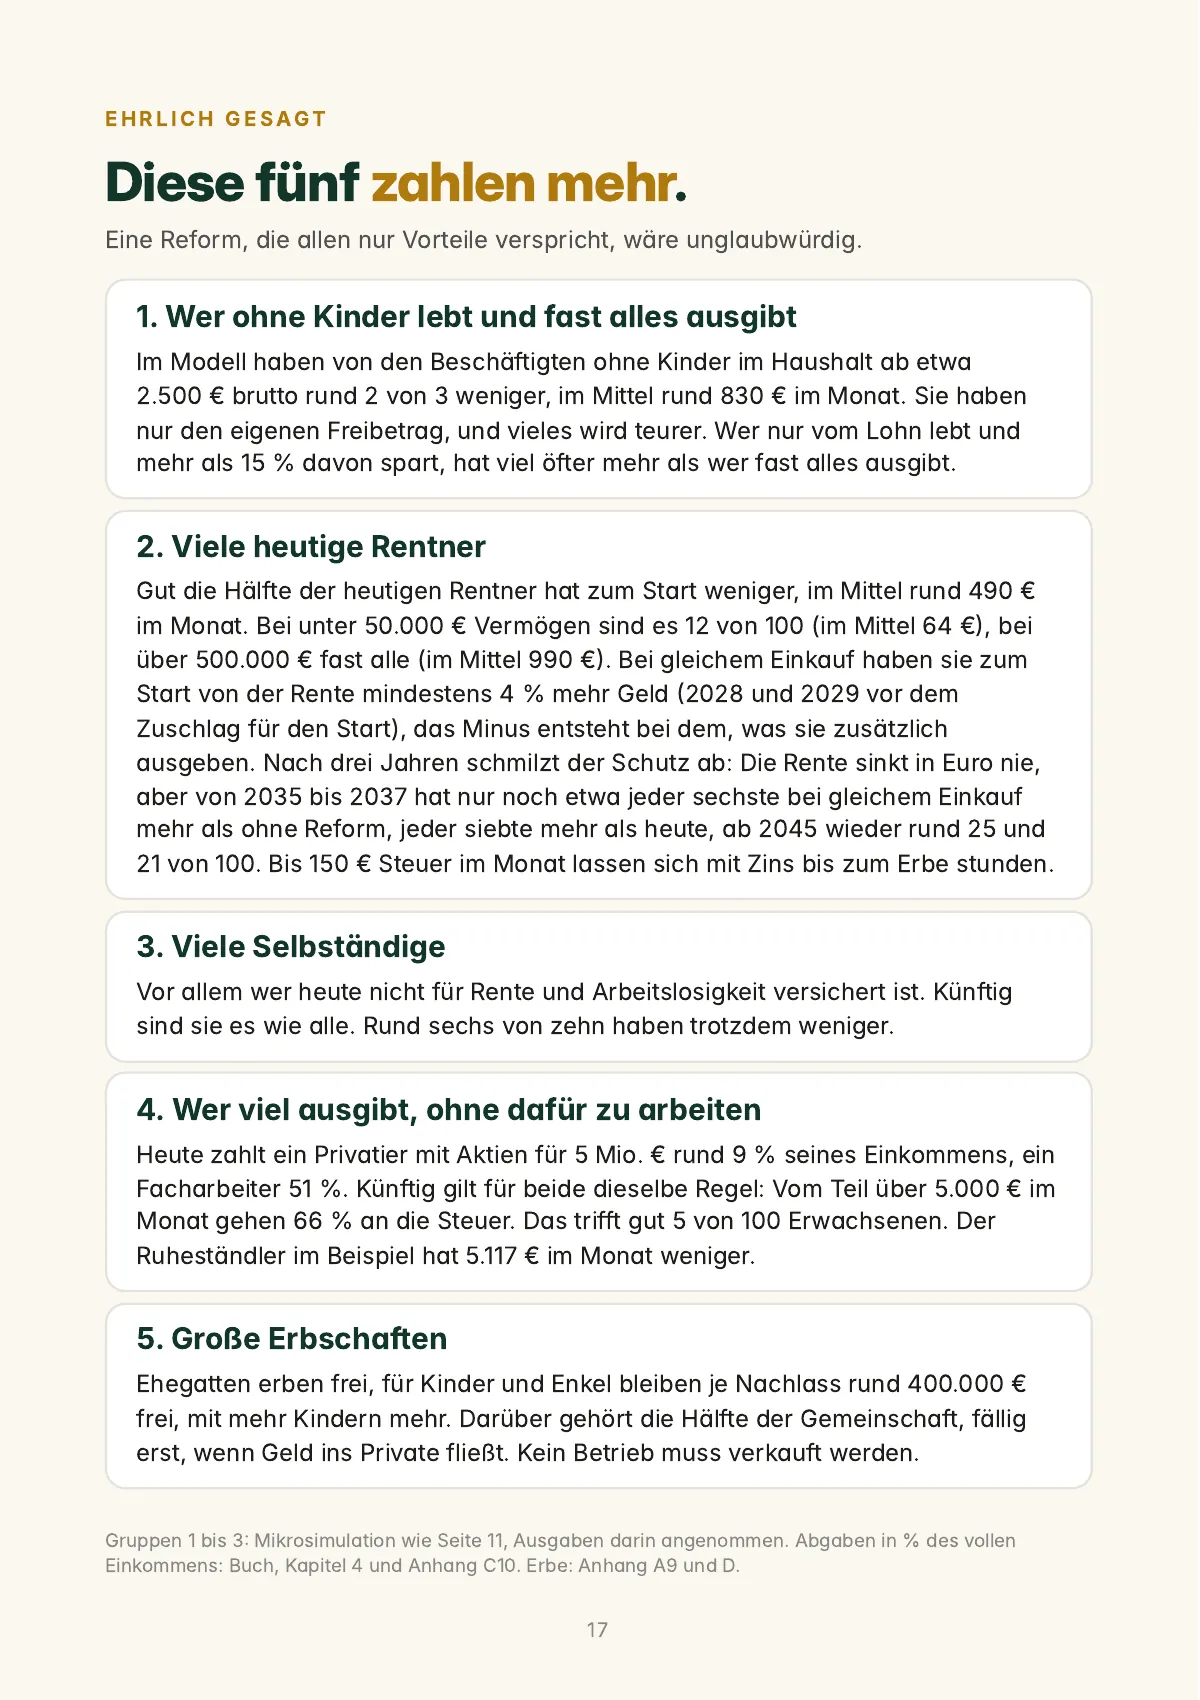 EHRLICH GESAGT
Diese fünf zahlen mehr.
Eine Reform, die allen nur Vorteile verspricht, wäre unglaubwürdig.
1. Wer ohne Kinder lebt und fast alles ausgibt
Im Modell haben von den Beschäftigten ohne Kinder im Haushalt ab etwa
2.500 € brutto rund 2 von 3 weniger, im Mittel rund 830 € im Monat. Sie haben
nur den eigenen Freibetrag, und vieles wird teurer. Wer nur vom Lohn lebt und
mehr als 15 % davon spart, hat viel öfter mehr als wer fast alles ausgibt.
2. Viele heutige Rentner
Gut die Hälfte der heutigen Rentner hat zum Start weniger, im Mittel rund 490 €
im Monat. Bei unter 50.000 € Vermögen sind es 12 von 100 (im Mittel 64 €), bei
über 500.000 € fast alle (im Mittel 990 €). Bei gleichem Einkauf haben sie zum
Start von der Rente mindestens 4 % mehr Geld (2028 und 2029 vor dem
Zuschlag für den Start), das Minus entsteht bei dem, was sie zusätzlich
ausgeben. Nach drei Jahren schmilzt der Schutz ab: Die Rente sinkt in Euro nie,
aber von 2035 bis 2037 hat nur noch etwa jeder sechste bei gleichem Einkauf
mehr als ohne Reform, jeder siebte mehr als heute, ab 2045 wieder rund 25 und
21 von 100. Bis 150 € Steuer im Monat lassen sich mit Zins bis zum Erbe stunden.
3. Viele Selbständige
Vor allem wer heute nicht für Rente und Arbeitslosigkeit versichert ist. Künftig
sind sie es wie alle. Rund sechs von zehn haben trotzdem weniger.
4. Wer viel ausgibt, ohne dafür zu arbeiten
Heute zahlt ein Privatier mit Aktien für 5 Mio. € rund 9 % seines Einkommens, ein
Facharbeiter 51 %. Künftig gilt für beide dieselbe Regel: Vom Teil über 5.000 € im
Monat gehen 66 % an die Steuer. Das trifft gut 5 von 100 Erwachsenen. Der
Ruheständler im Beispiel hat 5.117 € im Monat weniger.
5. Große Erbschaften
Ehegatten erben frei, für Kinder und Enkel bleiben je Nachlass rund 400.000 €
frei, mit mehr Kindern mehr. Darüber gehört die Hälfte der Gemeinschaft, fällig
erst, wenn Geld ins Private fließt. Kein Betrieb muss verkauft werden.
Gruppen 1 bis 3: Mikrosimulation wie Seite 11, Ausgaben darin angenommen. Abgaben in % des vollen
Einkommens: Buch, Kapitel 4 und Anhang C10. Erbe: Anhang A9 und D.
17